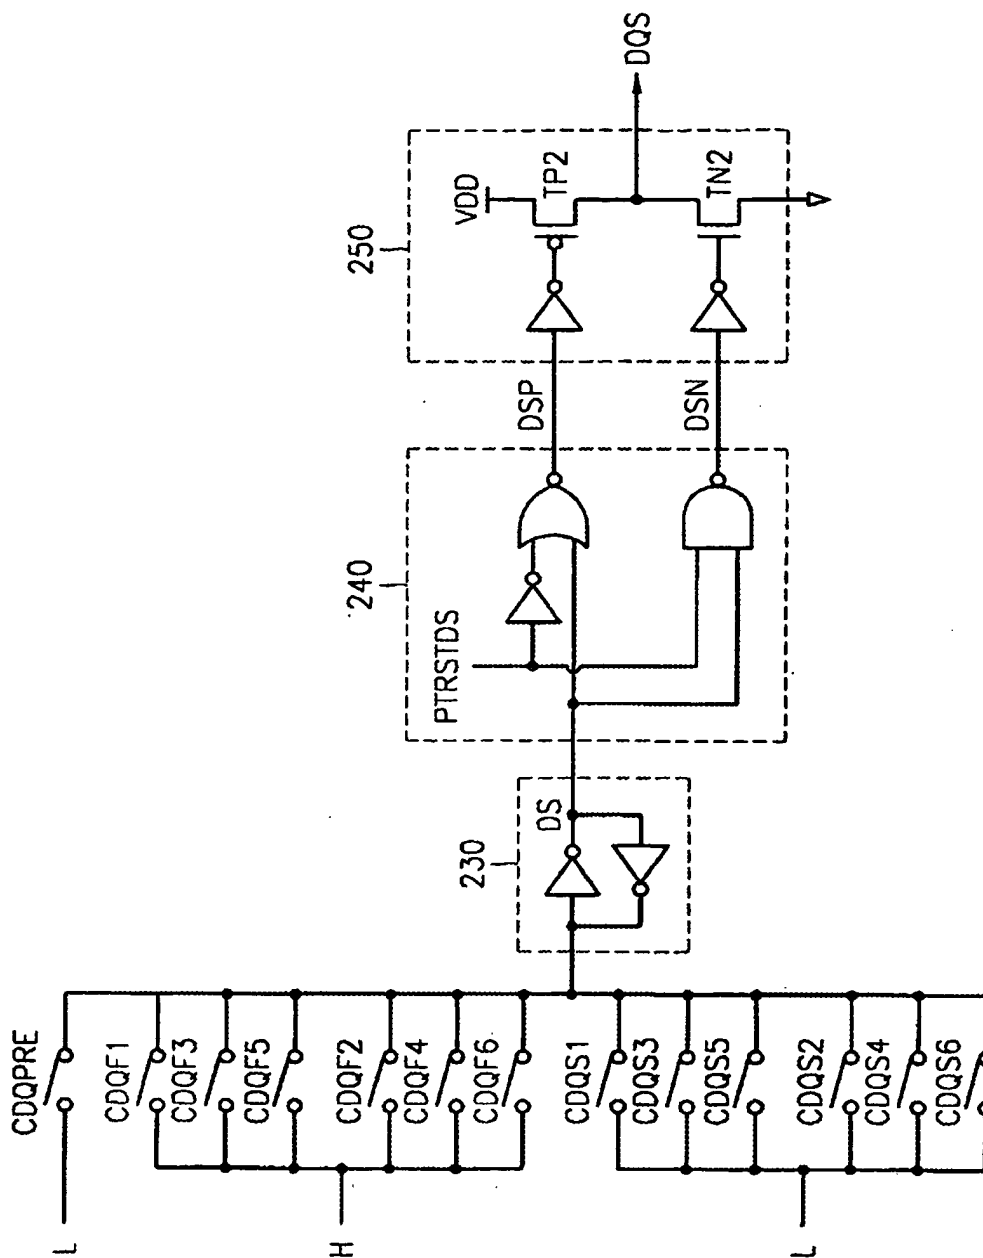 L
CDQPRE
H
CDQF1
CDQF3
CDQF5
CDQF2
CDQF4
CDQF6
L
CDQS1
CDQS3
CDQS5
CDQS2
CDQS4
CDQS6
230
DS
240
PTRSTDS
DSP
DSN
250
VDD
TP2
TN2
DQS